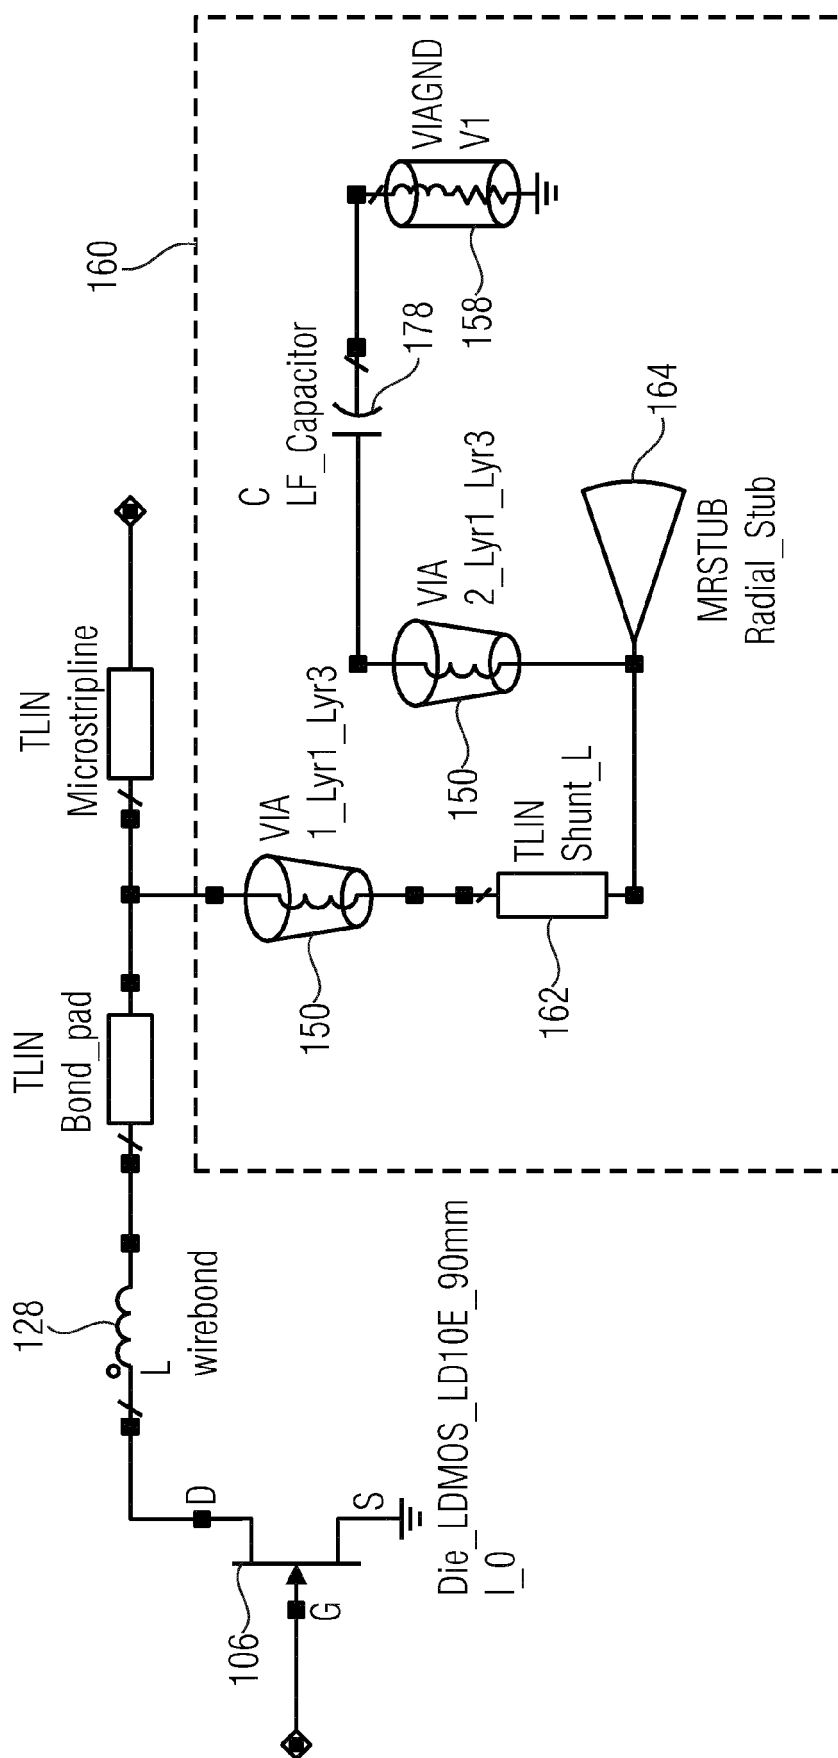 106
G
D
S
Die_LDMOS_LD10E_90mm
I_0
128
L
wirebond
TLIN
Bond_pad
TLIN
Microstripline
160
VIA
1_Lyr1_Lyr3
150
TLIN
Shunt_L
162
VIA
2_Lyr1_Lyr3
150
C
LF_Capacitor
178
VIAGND
V1
158
MRSTUB
Radial_Stub
164